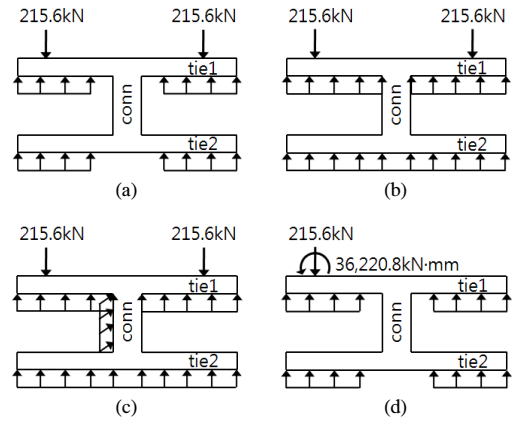 215.6kN 215.6kN
tie1
conn
tie2
(a)
215.6kN 215.6kN
tie1
conn
tie2
(b)
215.6kN 215.6kN
tie1
conn
tie2
(c)
215.6kN
36,220.8kN·mm
tie1
conn
tie2
(d)